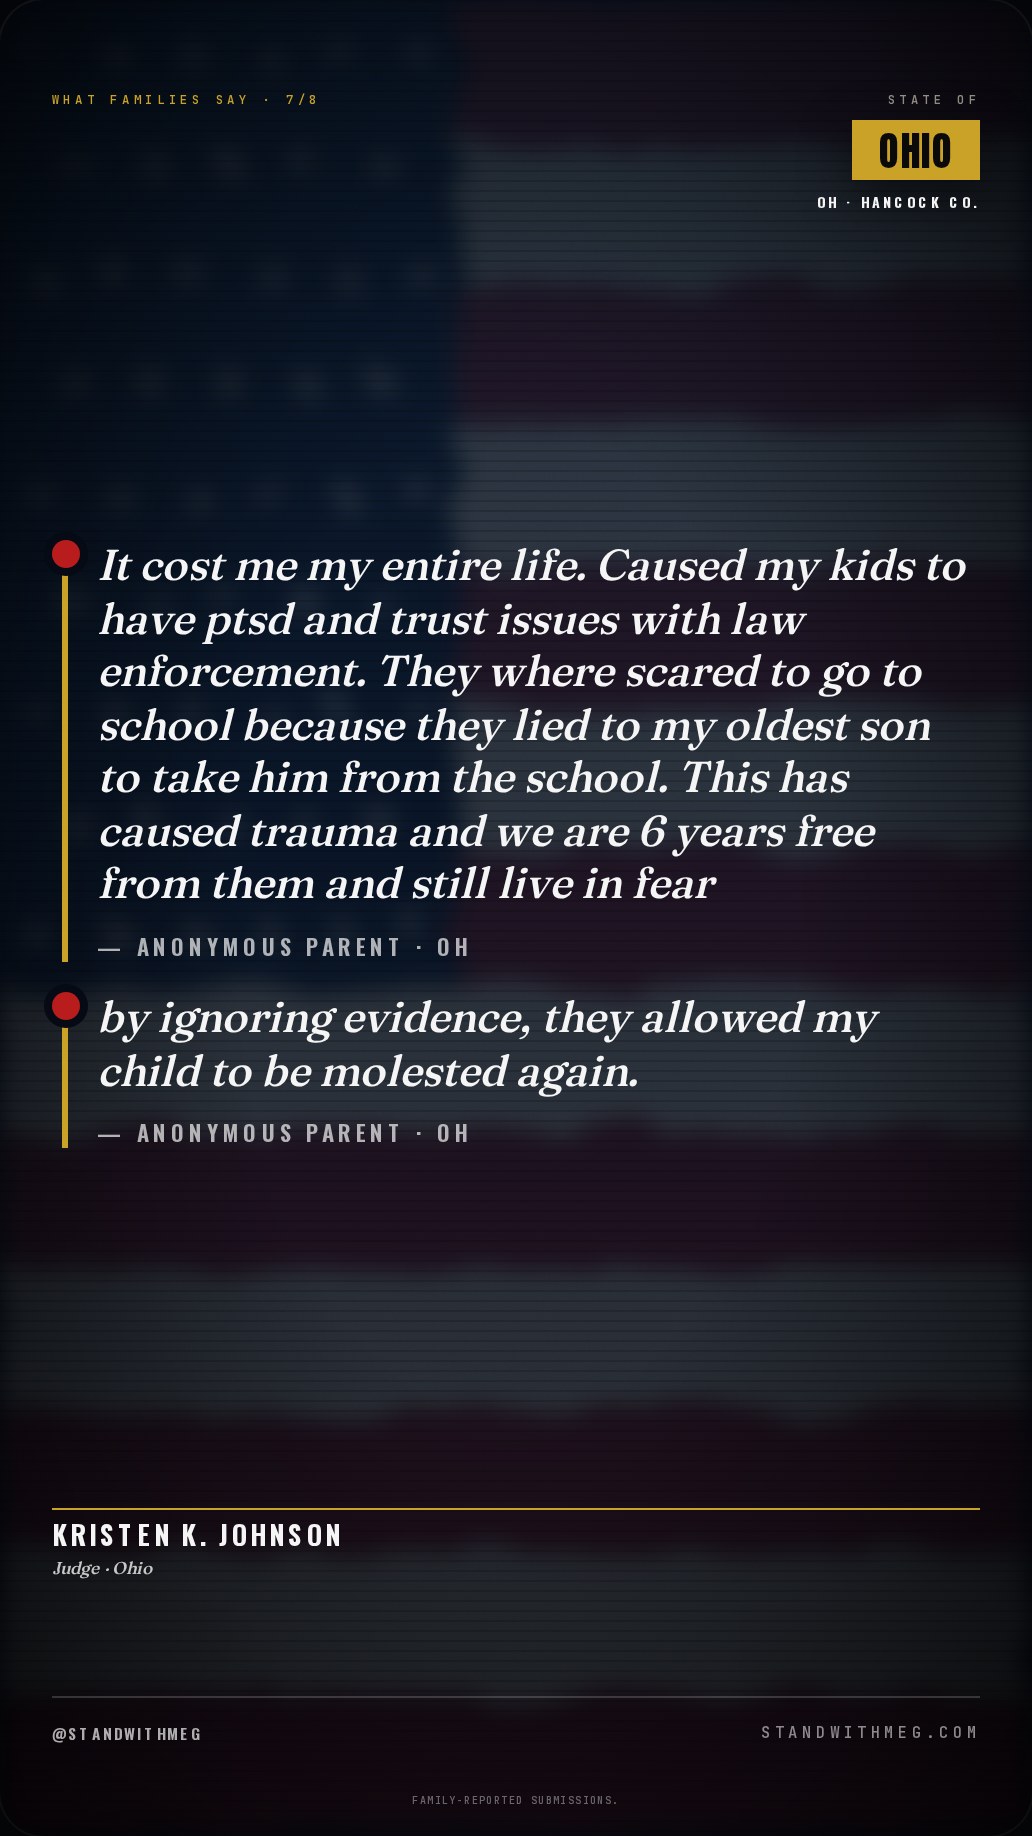 WHAT FAMILIES SAY · 7/8
STATE OF
OHIO
OH · HANCOCK CO.
It cost me my entire life. Caused my kids to
have ptsd and trust issues with law
enforcement. They where scared to go to
school because they lied to my oldest son
to take him from the school. This has
caused trauma and we are 6 years free
from them and still live in fear
— ANONYMOUS PARENT · OH
by ignoring evidence, they allowed my
child to be molested again.
— ANONYMOUS PARENT · OH
KRISTEN K. JOHNSON
Judge · Ohio
@STANDWITHMEG
STANDWITHMEG.COM
FAMILY-REPORTED SUBMISSIONS.